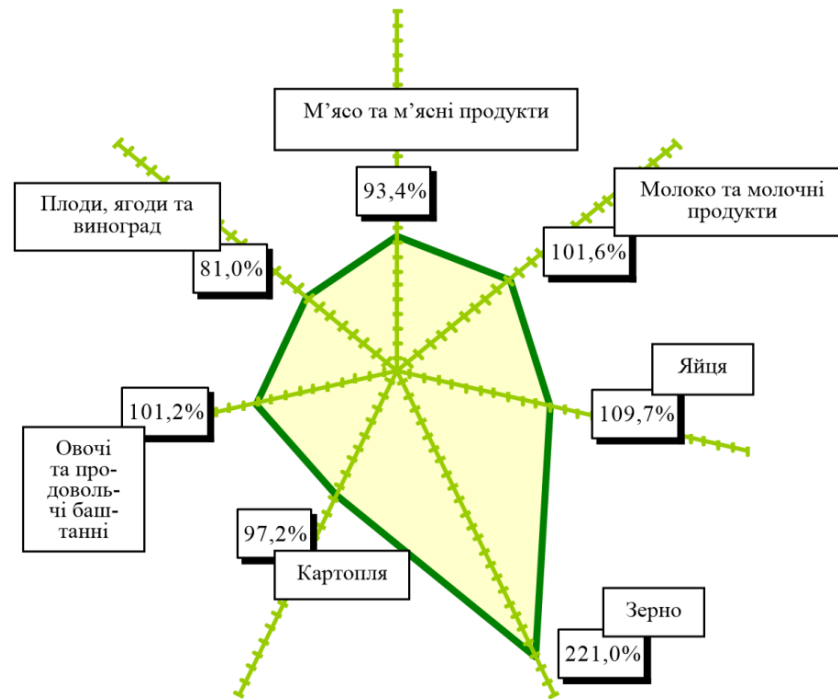 М’ясо та м’ясні продукти
93,4%
Молоко та молочні
продукти
101,6%
Яйця
109,7%
Зерно
221,0%
Картопля
97,2%
Овочі
та про-
доволь-
чі баш-
танні
101,2%
Плоди, ягоди та
виноград
81,0%